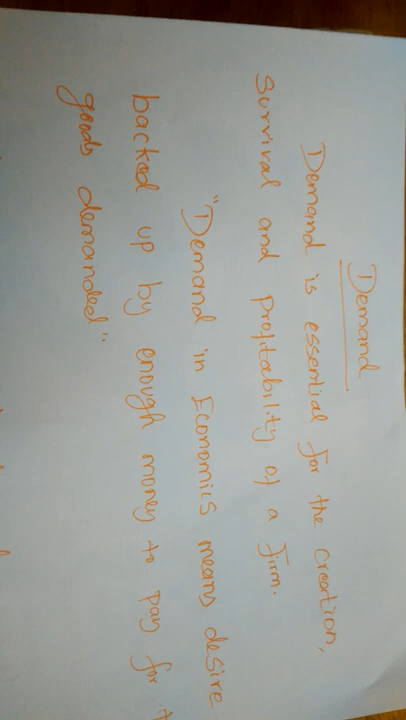 Demand
Demand is essential for the creation,
survival and profitability of a firm.
"Demand in Economics means desire
backed up by enough money to pay for
goods demanded".